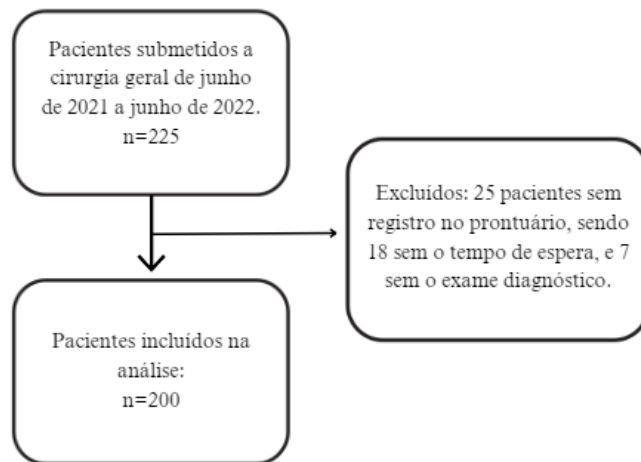 Pacientes submetidos a
cirurgia geral de junho
de 2021 a junho de 2022.
n=225
Excluídos: 25 pacientes sem
registro no prontuário, sendo
18 sem o tempo de espera, e 7
sem o exame diagnóstico.
Pacientes incluídos na
análise:
n=200